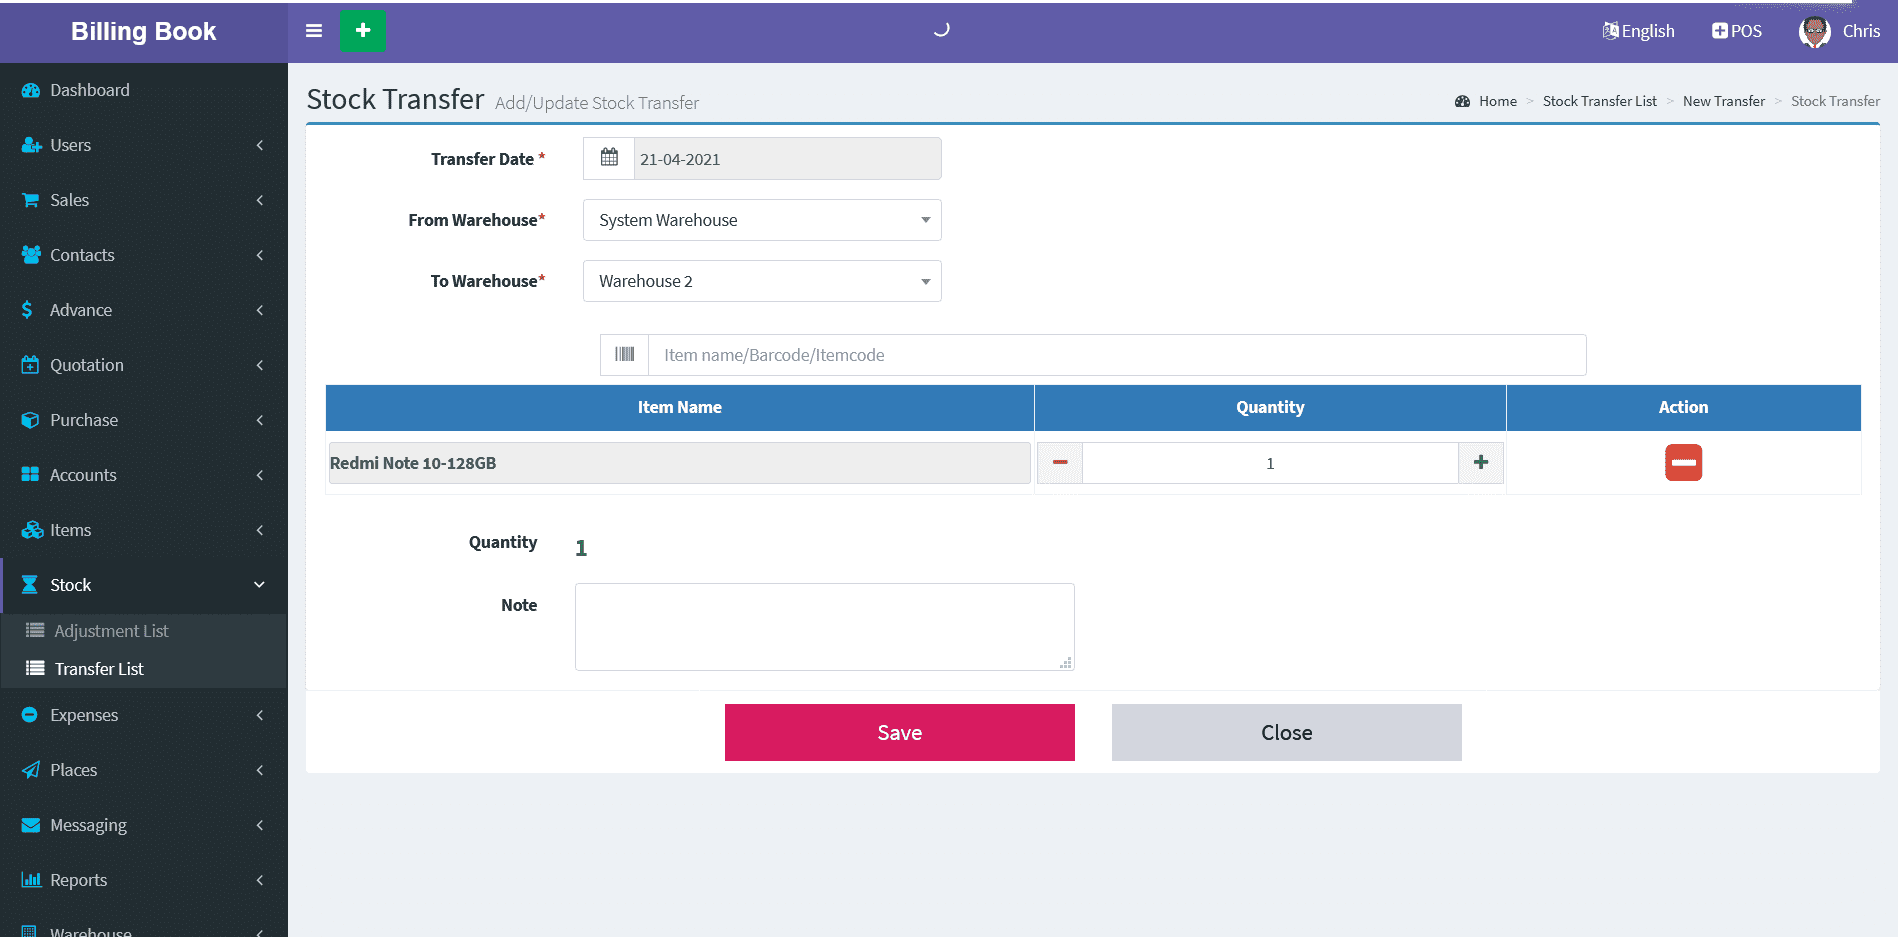 Billing Book
English
POS
Chris
Dashboard
Users
Sales
Contacts
Advance
Quotation
Purchase
Accounts
Items
Stock
Adjustment List
Transfer List
Expenses
Places
Messaging
Reports
Warehouse
Stock Transfer Add/Update Stock Transfer
Home > Stock Transfer List > New Transfer > Stock Transfer
Transfer Date * 21-04-2021
From Warehouse* System Warehouse
To Warehouse* Warehouse 2
Item name/Barcode/Itemcode
Item Name Quantity Action
Redmi Note 10-128GB 1
Quantity 1
Note
Save Close